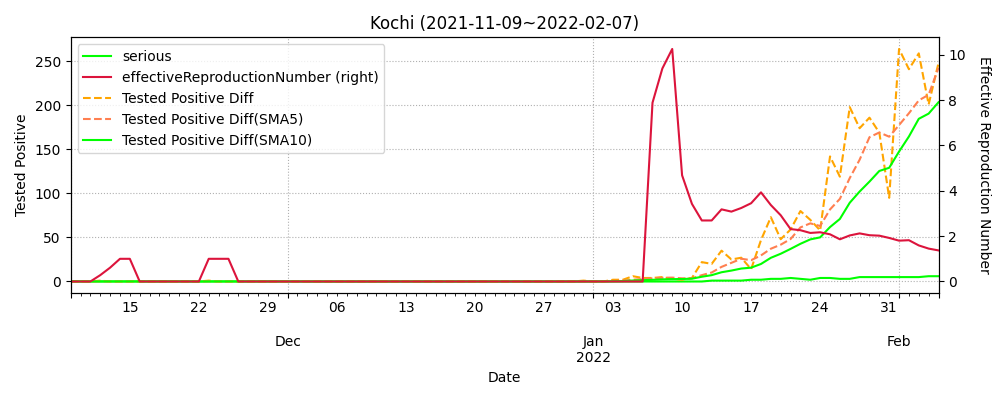 Kochi (2021-11-09~2022-02-07)
serious
effectiveReproductionNumber (right)
Tested Positive Diff
Tested Positive Diff(SMA5)
Tested Positive Diff(SMA10)
250
200
150
100
50
0
Tested Positive
10
8
6
4
2
0
Effective Reproduction Number
15 22 29 06 13 20 27 03 10 17 24 31
Dec Jan Feb
2022
Date